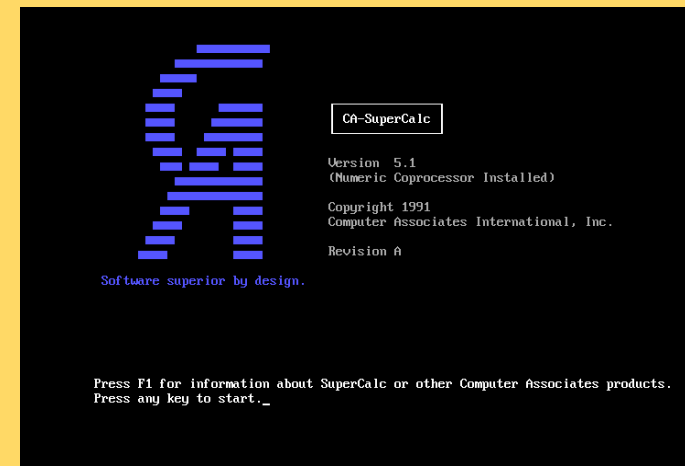 CA-SuperCalc
Version 5.1
(Numeric Coprocessor Installed)
Copyright 1991
Computer Associates International, Inc.
Revision A
Software superior by design.
Press F1 for information about SuperCalc or other Computer Associates products.
Press any key to start._